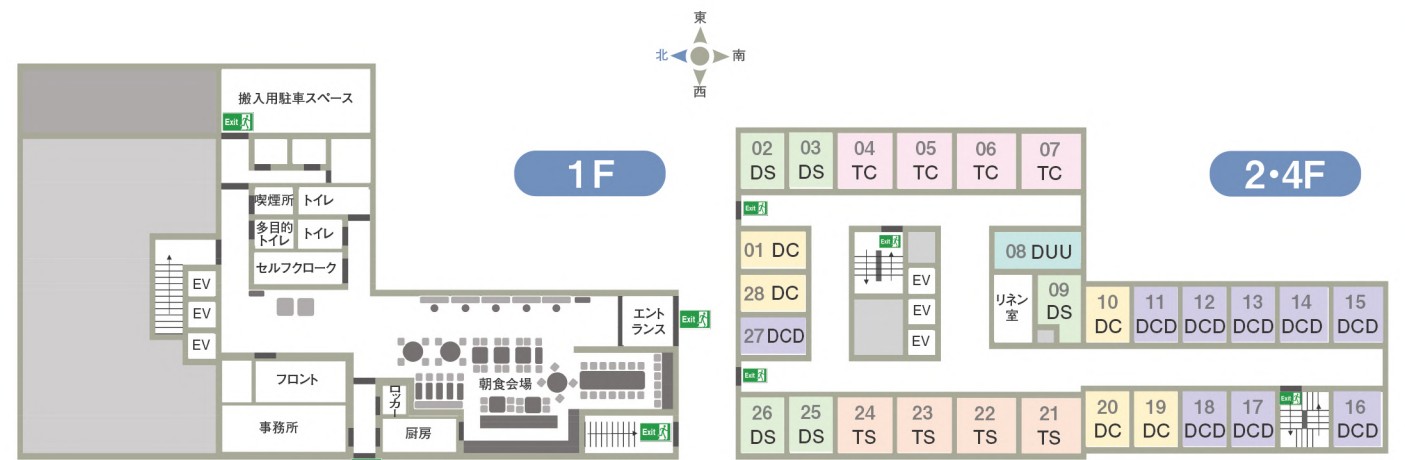 東
北
南
西
1F
搬入用駐車スペース
Exit
喫煙所
トイレ
多目的
トイレ
トイレ
セルフクローク
EV
EV
EV
エント
ランス
Exit
フロント
事務所
ロッカー
厨房
朝食会場
Exit
2・4F
02
DS
03
DS
04
TC
05
TC
06
TC
07
TC
Exit
01 DC
28 DC
27 DCD
Exit
EV
EV
EV
08 DUU
リネン
室
09
DS
10
DC
11
DCD
12
DCD
13
DCD
14
DCD
15
DCD
Exit
26
DS
25
DS
24
TS
23
TS
22
TS
21
TS
20
DC
19
DC
18
DCD
17
DCD
Exit
16
DCD